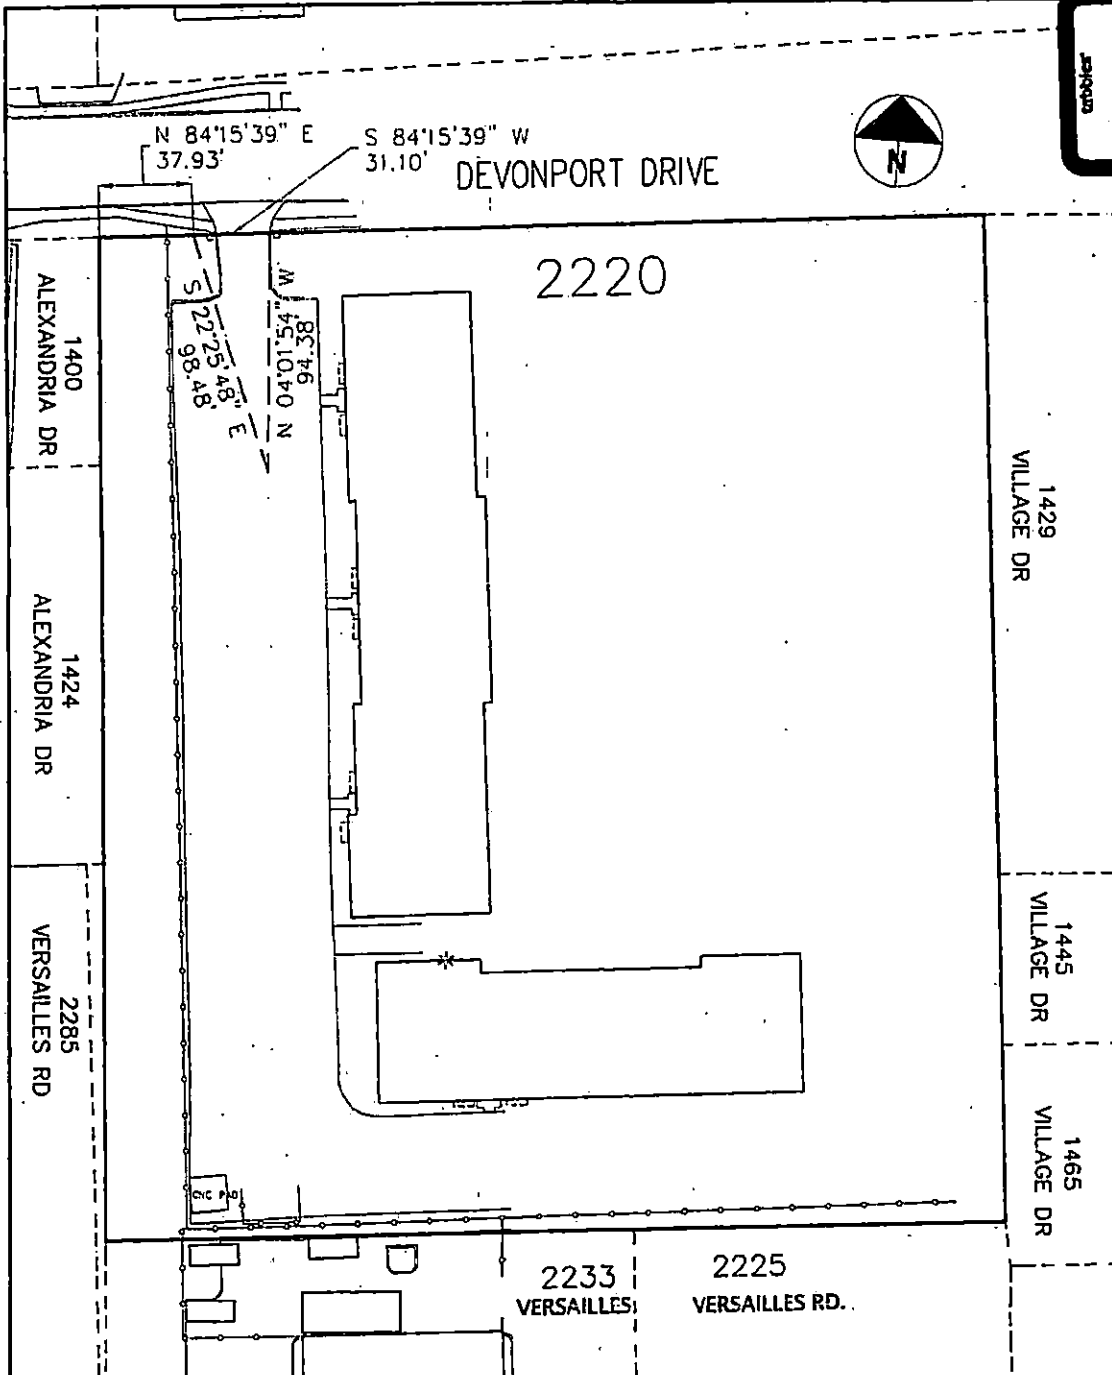 N 84°15'39" E
37.93'
S 84°15'39" W
31.10'
DEVONPORT DRIVE
N
2220
S 22°25'48" E
98.48'
N 04°01'54" W
94.38'
1400
ALEXANDRIA DR
1424
ALEXANDRIA DR
2285
VERSAILLES RD
1429
VILLAGE DR
1445
VILLAGE DR
1465
VILLAGE DR
2233
VERSAILLES
2225
VERSAILLES RD.